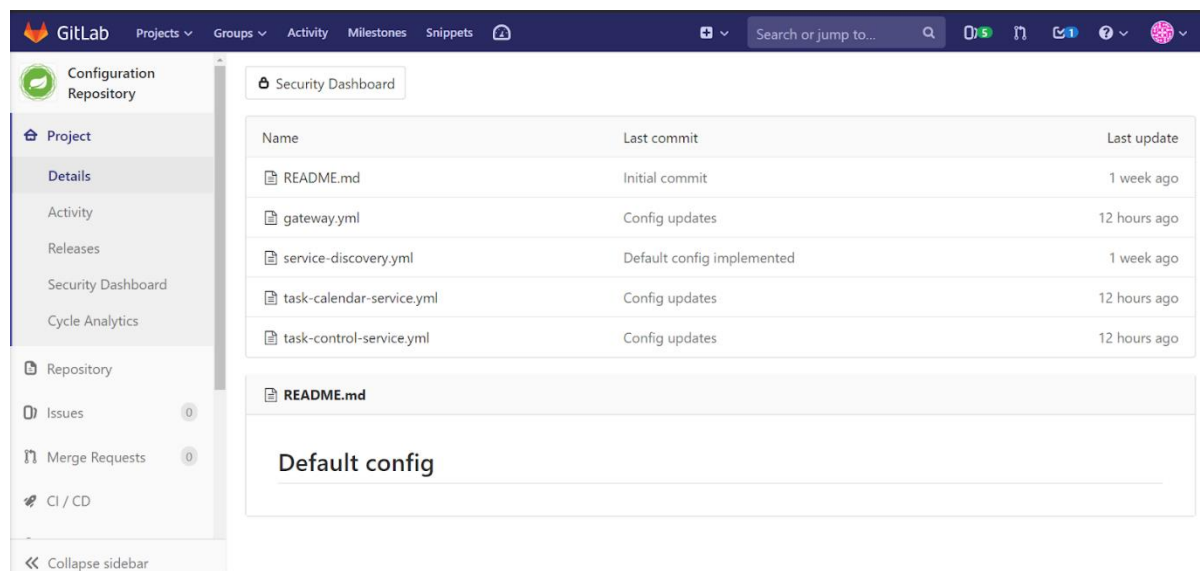 GitLab Projects Groups Activity Milestones Snippets Search or jump to... 5 1
Configuration
Repository
Security Dashboard
Project
Details
Activity
Releases
Security Dashboard
Cycle Analytics
Repository
Issues 0
Merge Requests 0
CI / CD
Collapse sidebar
Name Last commit Last update
README.md Initial commit 1 week ago
gateway.yml Config updates 12 hours ago
service-discovery.yml Default config implemented 1 week ago
task-calendar-service.yml Config updates 12 hours ago
task-control-service.yml Config updates 12 hours ago
README.md
Default config